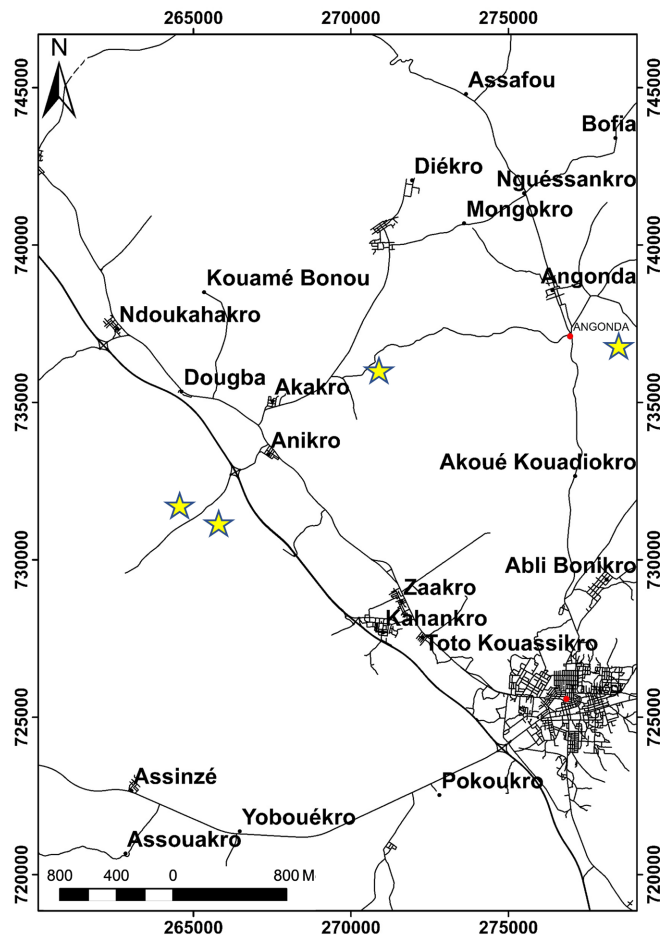 265000 270000 275000
N
745000 745000
Assafou
Bofia
Diékro
Nguéssankro
Mongokro
740000 740000
Angonda
Kouamé Bonou
Ndoukahakro
ANGONDA
Dougba
Akakro
735000 735000
Anikro
Akoué Kouadiokro
730000 730000
Abli Bonikro
Zaakro
Kahankro
Toto Kouassikro
725000 725000
Assinzé
Pokoukro
Yobouékro
Assouakro
720000 720000
800 400 0 800 M
265000 270000 275000